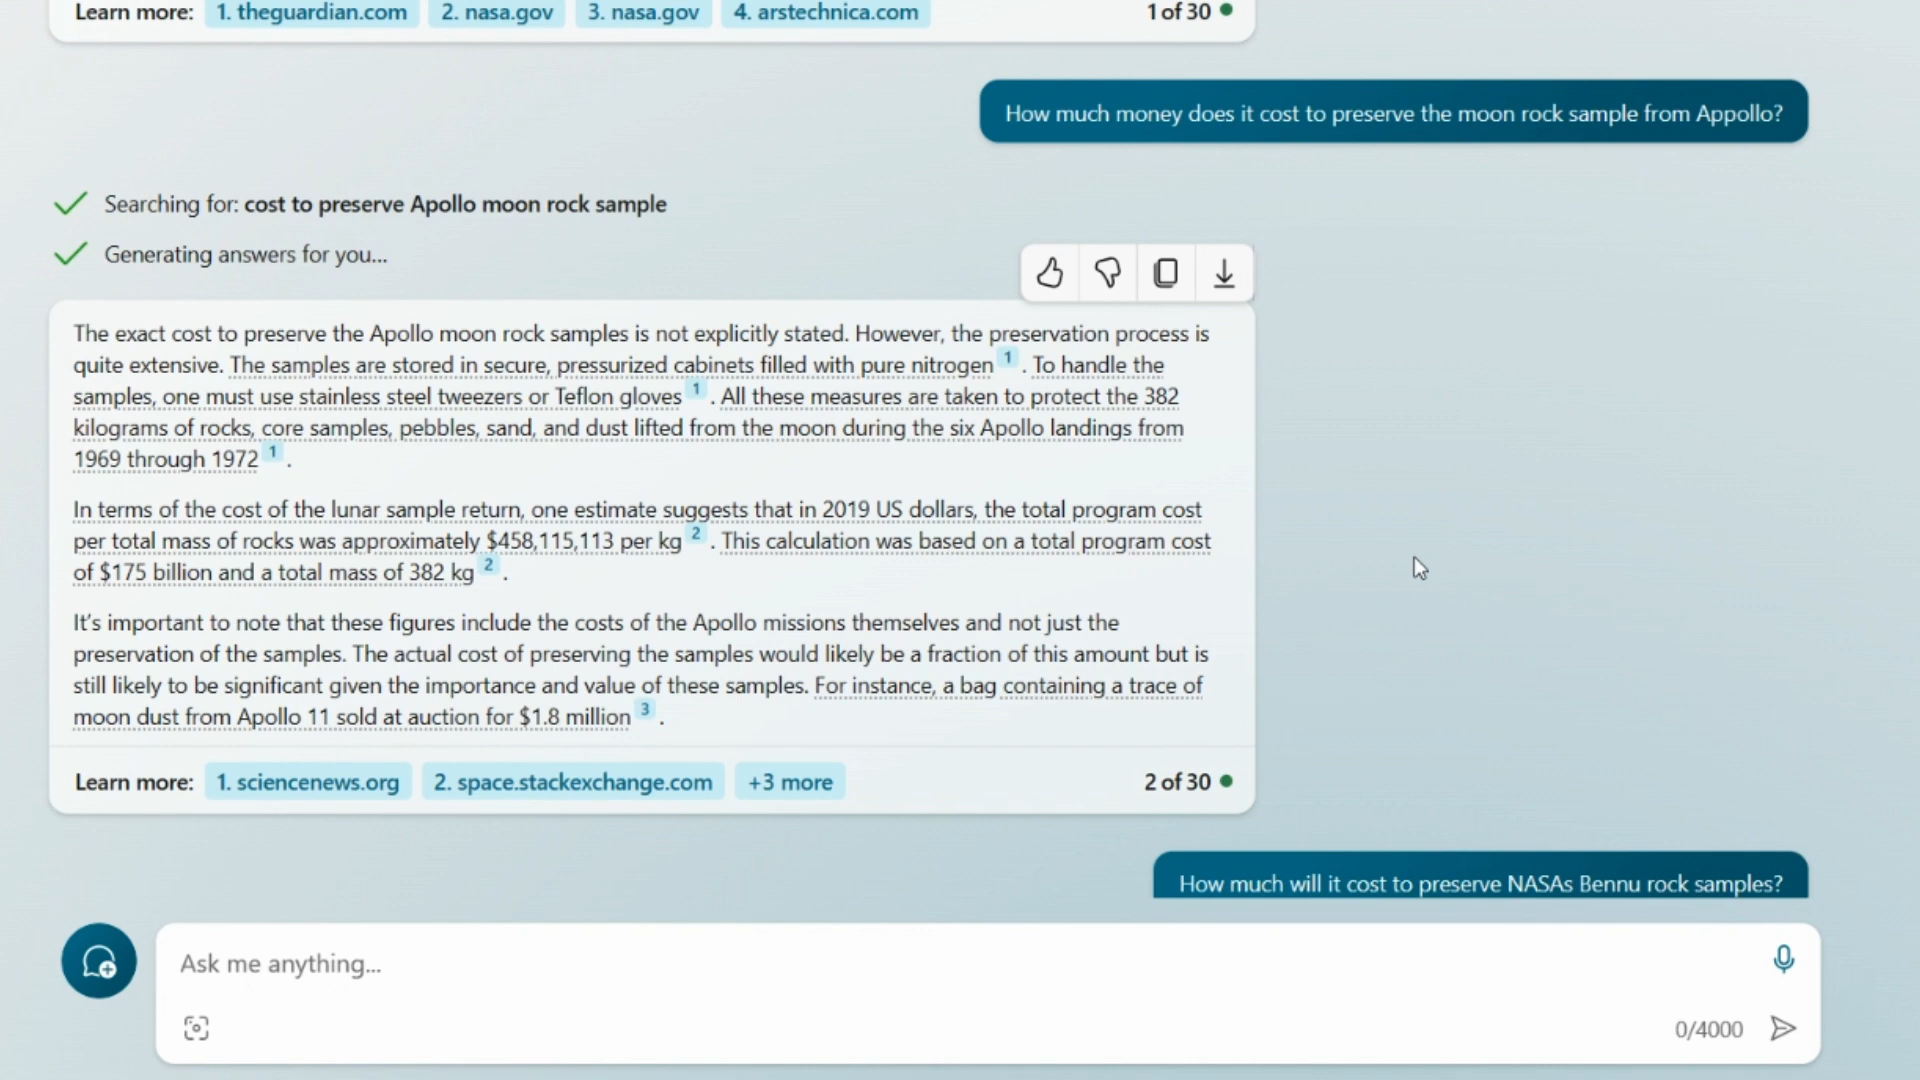 Learn more: 1. theguardian.com 2. nasa.gov 3. nasa.gov 4. arstechnica.com 1 of 30
How much money does it cost to preserve the moon rock sample from Appollo?
Searching for: cost to preserve Apollo moon rock sample
Generating answers for you...
The exact cost to preserve the Apollo moon rock samples is not explicitly stated. However, the preservation process is
quite extensive. The samples are stored in secure, pressurized cabinets filled with pure nitrogen 1 . To handle the
samples, one must use stainless steel tweezers or Teflon gloves 1 . All these measures are taken to protect the 382
kilograms of rocks, core samples, pebbles, sand, and dust lifted from the moon during the six Apollo landings from
1969 through 1972 1 .
In terms of the cost of the lunar sample return, one estimate suggests that in 2019 US dollars, the total program cost
per total mass of rocks was approximately $458,115,113 per kg 2 . This calculation was based on a total program cost
of $175 billion and a total mass of 382 kg 2 .
It's important to note that these figures include the costs of the Apollo missions themselves and not just the
preservation of the samples. The actual cost of preserving the samples would likely be a fraction of this amount but is
still likely to be significant given the importance and value of these samples. For instance, a bag containing a trace of
moon dust from Apollo 11 sold at auction for $1.8 million 3 .
Learn more: 1. sciencenews.org 2. space.stackexchange.com +3 more 2 of 30
How much will it cost to preserve NASAs Bennu rock samples?
Ask me anything...
0/4000